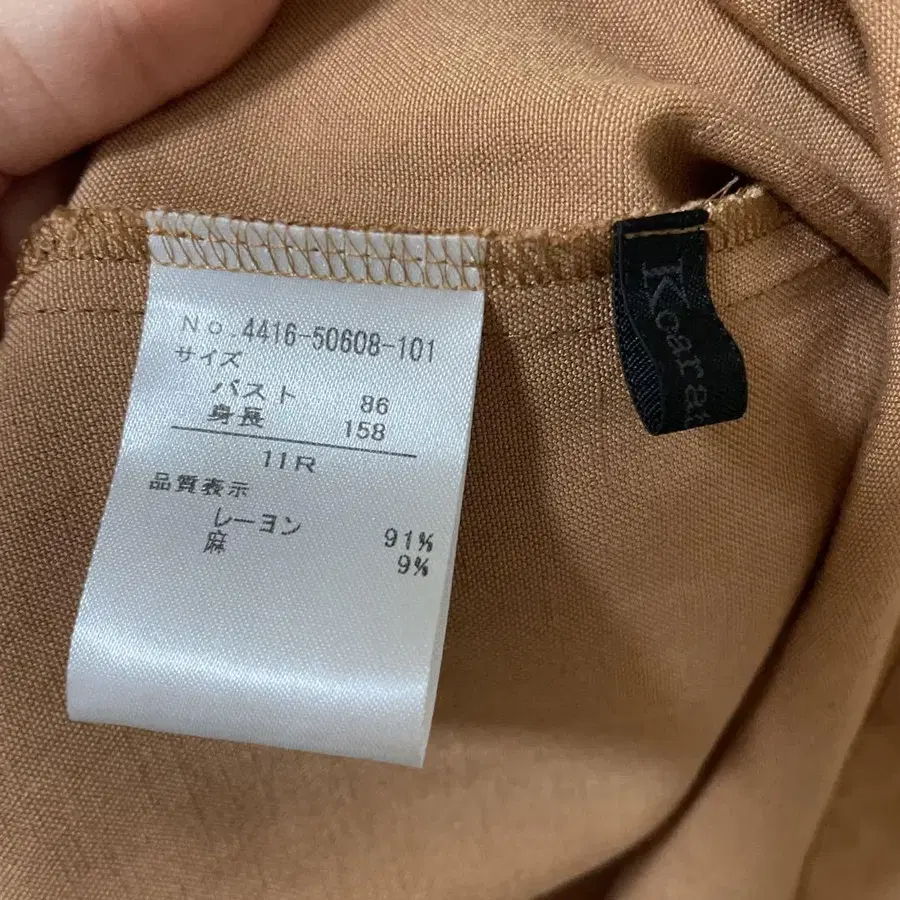 No.4416-50608-101
サイズ
バスト 86
身長 158
11R
品質表示
レーヨン 91%
麻 9%